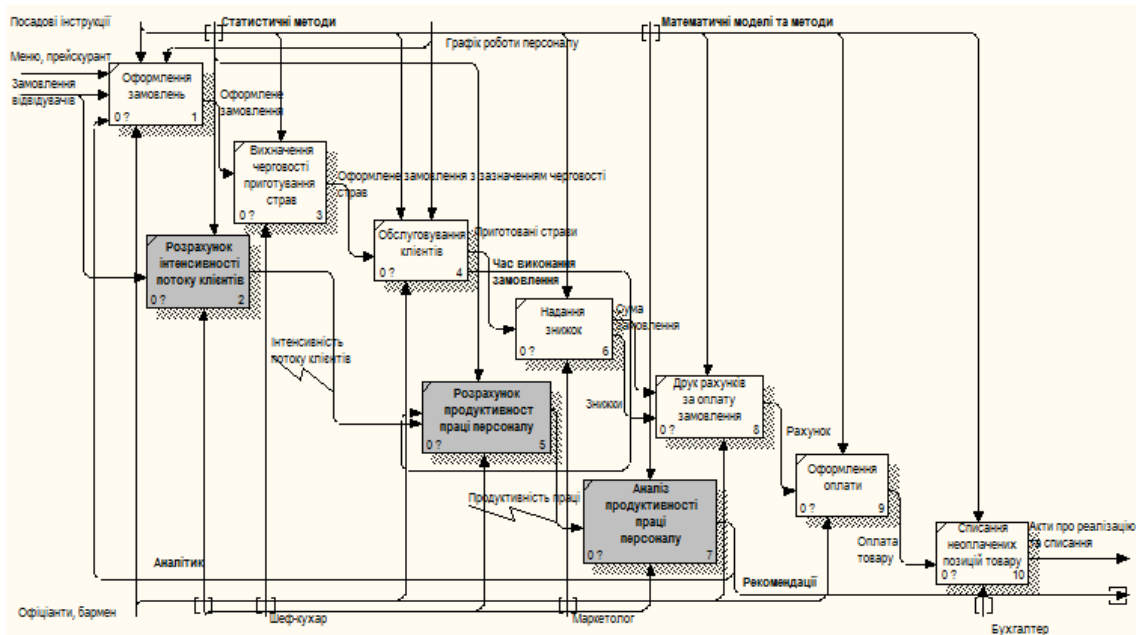 Посадові інструкції
Статистичні методи
Математичні моделі та методи
Графік роботи персоналу
Меню, прейскурант
Замовлення
відвідувачів
Оформлення
замовлень
0 ? 1
Оформлене
замовлення
Вихначення
черговості
приготування
страв
0 ? 3
Оформлене замовлення з зазначенням черговості
страв
Розрахунок
інтенсивності
потоку клієнтів
0 ? 2
Обслуговування
клієнтів
0 ? 4
Приготовані страви
Час виконання
замовлення
Надання
знижок
0 ? 6
Сума
замовлення
Інтенсивність
потоку клієнтів
Розрахунок
продуктивност
праці персоналу
0 ? 5
Знижки
Друк рахунків
за оплату
замовлення
0 ? 8
Рахунок
Оформлення
оплати
0 ? 9
Продуктивність праці
Аналіз
продуктивності
праці
персоналу
0 ? 7
Оплата
товару
Списання
неоплачених
позицій товару
0 ? 10
Акти про реалізацію
та списання
Аналітик
Рекомендації
Офіціанти, бармен
Шеф-кухар
Маркетолог
Бухгалтер